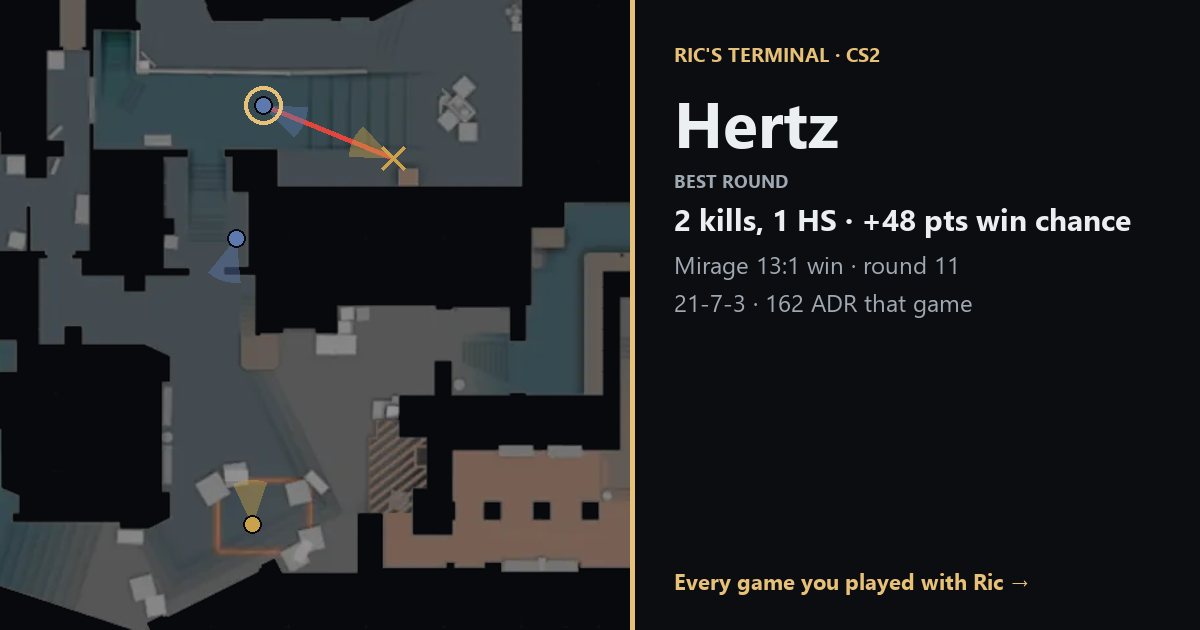 RIC'S TERMINAL · CS2
Hertz
BEST ROUND
2 kills, 1 HS · +48 pts win chance
Mirage 13:1 win · round 11
21-7-3 · 162 ADR that game
Every game you played with Ric →